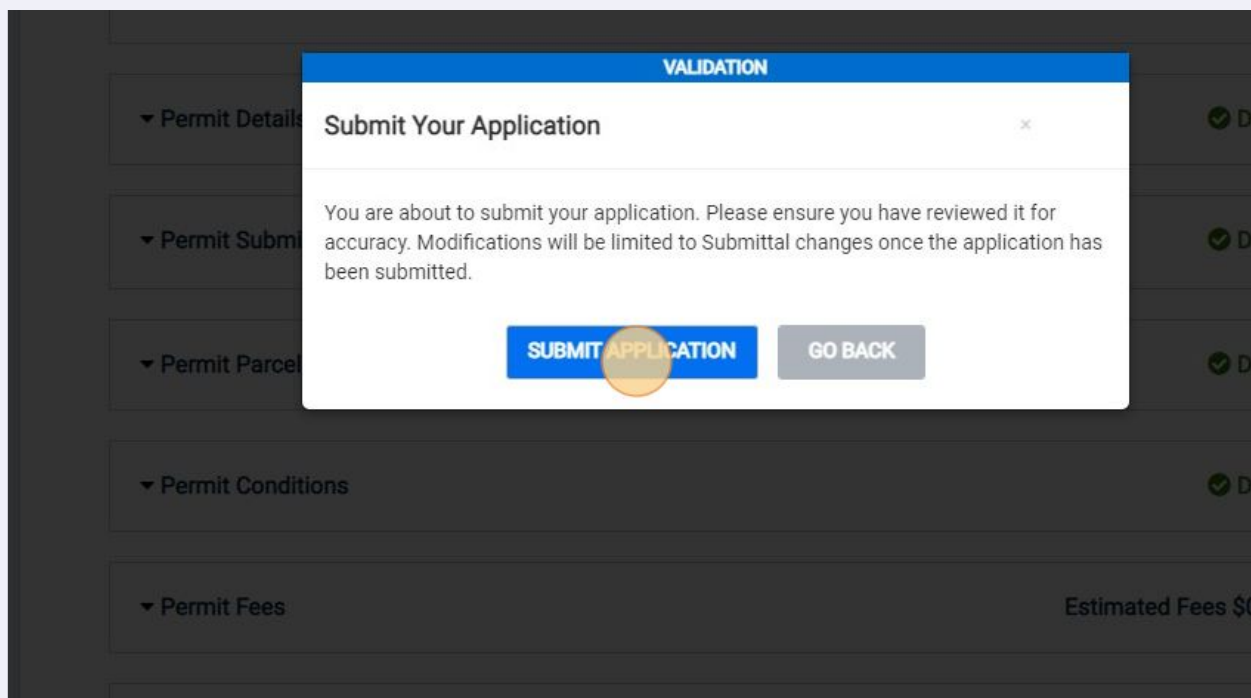 VALIDATION
Submit Your Application
×
You are about to submit your application. Please ensure you have reviewed it for
accuracy. Modifications will be limited to Submittal changes once the application has
been submitted.
SUBMIT APPLICATION
GO BACK
Permit Details
Permit
Permit Parcel
Permit Conditions
Permit Fees
Estimated Fees